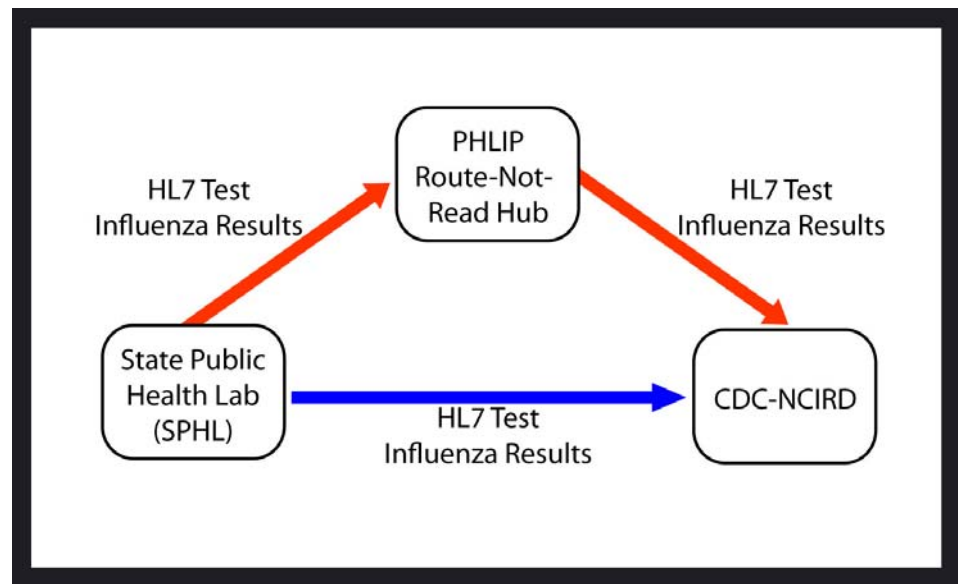 PHLIP
Route-Not-
Read Hub
HL7 Test
Influenza Results
HL7 Test
Influenza Results
State Public
Health Lab
(SPHL)
HL7 Test
Influenza Results
CDC-NCIRD